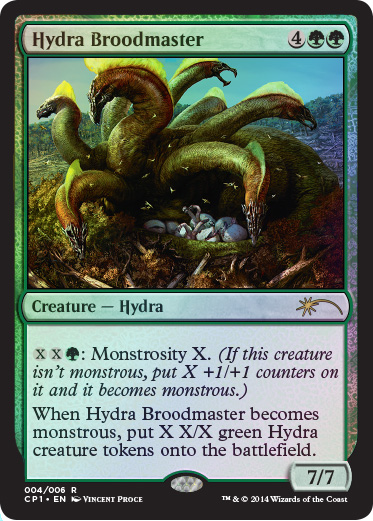 Hydra Broodmaster 4
Creature — Hydra
X X : Monstrosity X. (If this creature
isn't monstrous, put X +1/+1 counters on
it and it becomes monstrous.)
When Hydra Broodmaster becomes
monstrous, put X X/X green Hydra
creature tokens onto the battlefield.
7/7
004/006 R
CP1 • EN VINCENT PROCE
™ & © 2014 Wizards of the Coast